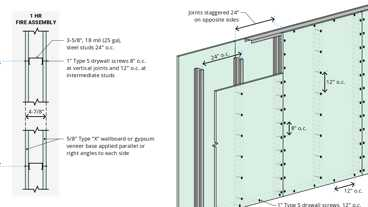 1 HR
FIRE ASSEMBLY
3-5/8", 18 mil (25 ga),
steel studs 24" o.c.
1" Type S drywall screws 8" o.c.
at vertical joints and 12" o.c. at
intermediate studs
4-7/8"
5/8" Type "X" wallboard or gypsum
veneer base applied parallel or
right angles to each side
Joints staggered 24"
on opposite sides
24" o.c.
12" o.c.
8" o.c.
12" o.c.
1" Type S drywall screws, 12" o.c.